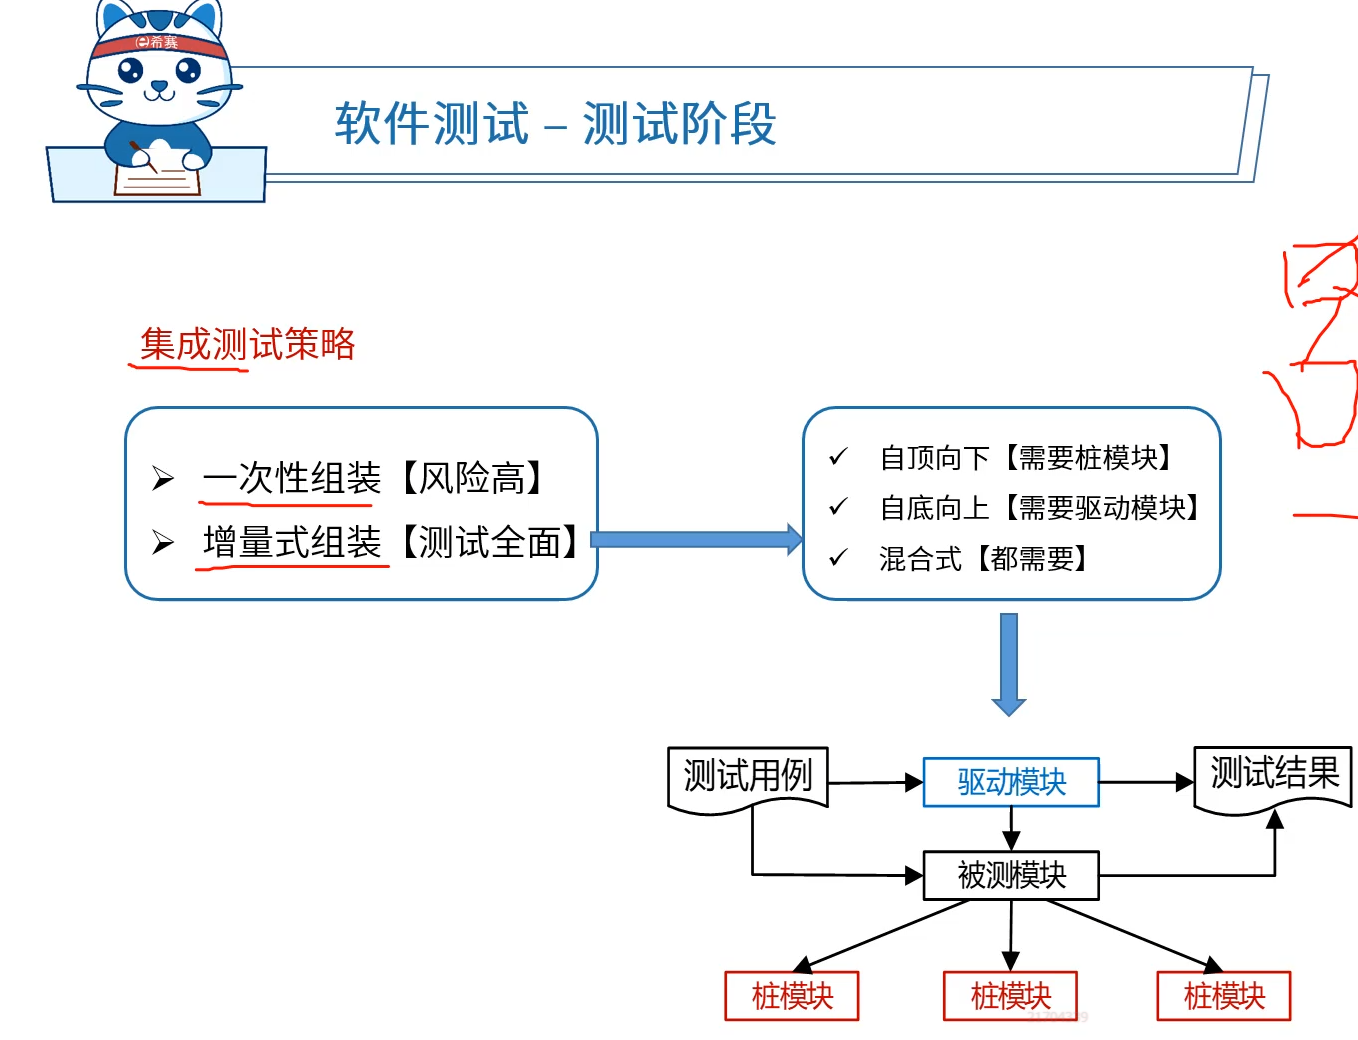 希赛
软件测试 – 测试阶段
集成测试策略
一次性组装【风险高】
增量式组装【测试全面】
自顶向下【需要桩模块】
自底向上【需要驱动模块】
混合式【都需要】
测试用例
驱动模块
测试结果
被测模块
桩模块
桩模块
桩模块